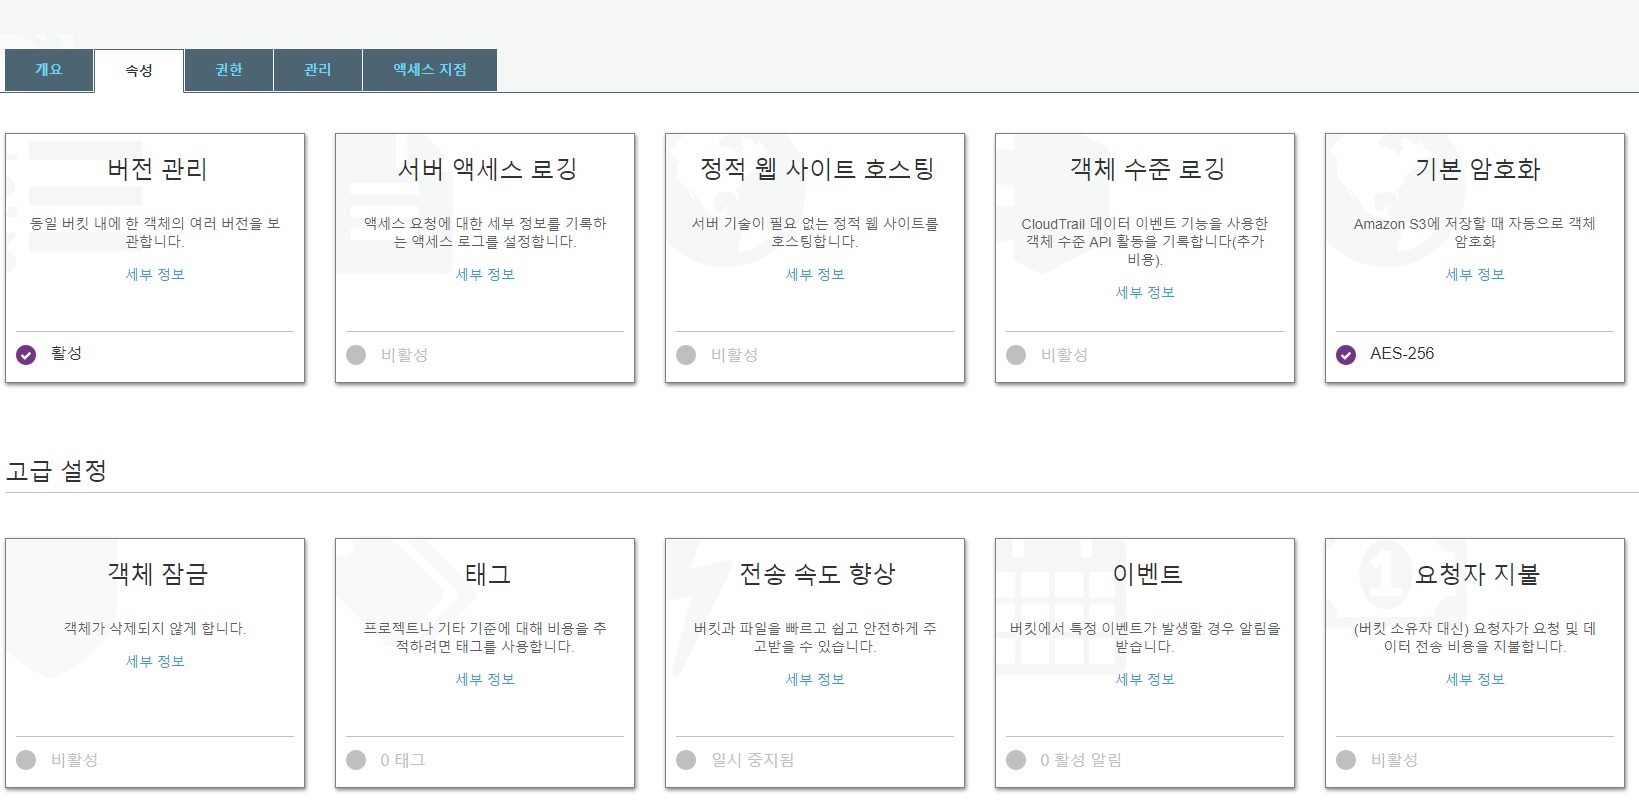 개요
속성
권한
관리
액세스 지점
버전 관리
동일 버킷 내에 한 객체의 여러 버전을 보
관합니다.
세부 정보
활성
서버 액세스 로깅
액세스 요청에 대한 세부 정보를 기록하
는 액세스 로그를 설정합니다.
세부 정보
비활성
정적 웹 사이트 호스팅
서버 기술이 필요 없는 정적 웹 사이트를
호스팅합니다.
세부 정보
비활성
객체 수준 로깅
CloudTrail 데이터 이벤트 기능을 사용한
객체 수준 API 활동을 기록합니다(추가
비용).
세부 정보
비활성
기본 암호화
Amazon S3에 저장할 때 자동으로 객체
암호화
세부 정보
AES-256
고급 설정
객체 잠금
객체가 삭제되지 않게 합니다.
세부 정보
비활성
태그
프로젝트나 기타 기준에 대해 비용을 추
적하려면 태그를 사용합니다.
세부 정보
0 태그
전송 속도 향상
버킷과 파일을 빠르고 쉽고 안전하게 주
고받을 수 있습니다.
세부 정보
일시 중지됨
이벤트
버킷에서 특정 이벤트가 발생할 경우 알림을
받습니다.
세부 정보
0 활성 알림
요청자 지불
(버킷 소유자 대신) 요청자가 요청 및 데
이터 전송 비용을 지불합니다.
세부 정보
비활성